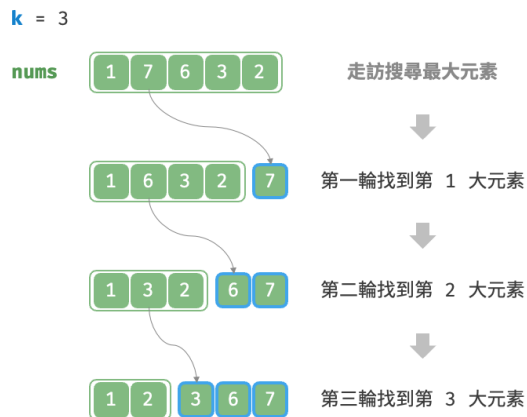 k = 3
nums 1 7 6 3 2 走訪搜尋最大元素
1 6 3 2 7 第一輪找到第 1 大元素
1 3 2 6 7 第二輪找到第 2 大元素
1 2 3 6 7 第三輪找到第 3 大元素